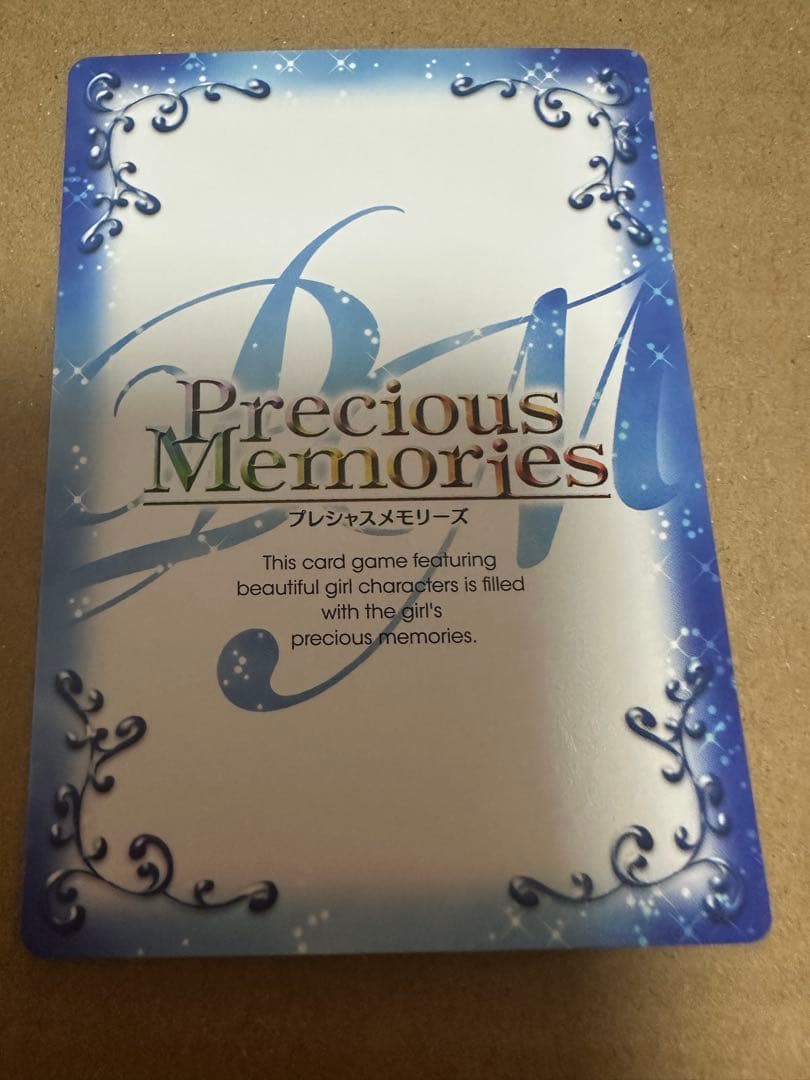 PM
Precious
Memories
プレシャスメモリーズ
This card game featuring
beautiful girl characters is filled
with the girl's
precious memories.